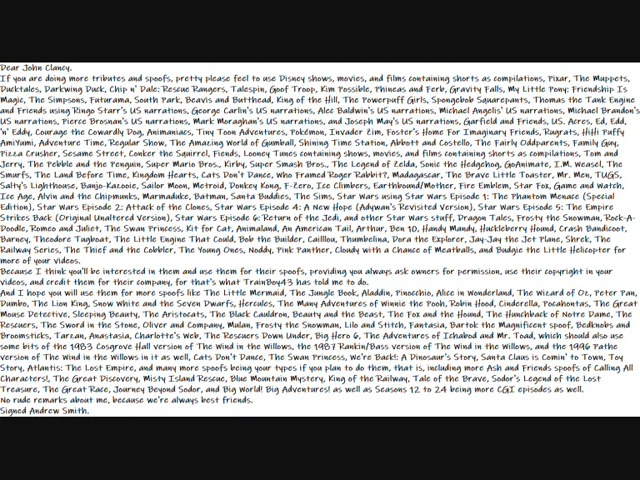 Dear John Clancy.
If you are doing more tributes and spoofs, pretty please feel to use Disney shows, movies, and films containing shorts as compilations, Pixar, The Muppets,
Ducktales, Darkwing Duck, Chip n' Dale: Rescue Rangers, Talespin, Goof Troop, Kim Possible, Phineas and Ferb, Gravity Falls, My Little Pony: Friendship Is
Magic, The Simpsons, Futurama, South Park, Beavis and Butthead, King of the Hill, The Powerpuff Girls, Spongebob Squarepants, Thomas the Tank Engine
and Friends using Ringo Starr's US narrations, George Carlin's US narrations, Alec Baldwin's US narrations, Michael Angelis' US narrations, Michael Brandon's
US narrations, Pierce Brosnan's US narrations, Mark Moraghan's US narrations, and Joseph May's US narrations, Garfield and Friends, US. Acres, Ed, Edd,
'n' Eddy, Courage the Cowardly Dog, Animaniacs, Tiny Toon Adventures, Pokémon, Invader Zim, Foster's Home For Imaginary Friends, Rugrats, HiHi Puffy
AmiYumi, Adventure Time, Regular Show, The Amazing World of Gumball, Shining Time Station, Abbott and Costello, The Fairly Oddparents, Family Guy,
Pizza Crusher, Sesame Street, Conker the Squirrel, Fiends, Looney Tunes containing shows, movies, and films containing shorts as compilations, Tom and
Jerry, The Pebble and the Penguin, Super Mario Bros., Kirby, Super Smash Bros., The Legend of Zelda, Sonic the Hedgehog, GoAnimate, I.M. Weasel, The
Smurfs, The Land Before Time, Kingdom Hearts, Cats Don't Dance, Who Framed Roger Rabbit?, Madagascar, The Brave Little Toaster, Mr. Men, TUGS,
Salty's Lighthouse, Banjo-Kazooie, Sailor Moon, Metroid, Donkey Kong, F-Zero, Ice Climbers, Earthbound/Mother, Fire Emblem, Star Fox, Game and Watch,
Ice Age, Alvin and the Chipmunks, Marmaduke, Batman, Santa Buddies, The Sims, Star Wars using Star Wars Episode 1: The Phantom Menace (Special
Edition), Star Wars Episode 2: Attack of the Clones, Star Wars Episode 4: A New Hope (Adywan's Revisited Version), Star Wars Episode 5: The Empire
Strikes Back (Original Unaltered Version), Star Wars Episode 6: Return of the Jedi, and other Star Wars stuff, Dragon Tales, Frosty the Snowman, Rock-A-
Doodle, Romeo and Juliet, The Swan Princess, Kit for Cat, Animaland, An American Tail, Arthur, Ben 10, Handy Mandy, Huckleberry Hound, Crash Bandicoot,
Barney, Theodore Tugboat, The Little Engine That Could, Bob the Builder, Caillou, Thumbelina, Dora the Explorer, Jay-Jay the Jet Plane, Shrek, The
Railway Series, The Thief and the Cobbler, The Young Ones, Noddy, Pink Panther, Cloudy with a Chance of Meatballs, and Budgie the Little Helicopter for
more of your videos.
Because I think you'll be interested in them and use them for their spoofs, providing you always ask owners for permission, use their copyright in your
videos, and credit them for their company, for that's what TrainBoy43 has told me to do.
And I hope you will use them for more spoofs like The Little Mermaid, The Jungle Book, Aladdin, Pinocchio, Alice in Wonderland, The Wizard of Oz, Peter Pan,
Dumbo, The Lion King, Snow White and the Seven Dwarfs, Hercules, The Many Adventures of Winnie the Pooh, Robin Hood, Cinderella, Pocahontas, The Great
Mouse Detective, Sleeping Beauty, The Aristocats, The Black Cauldron, Beauty and the Beast, The Fox and the Hound, The Hunchback of Notre Dame, The
Rescuers, The Sword in the Stone, Oliver and Company, Mulan, Frosty the Snowman, Lilo and Stitch, Fantasia, Bartok the Magnificent spoof, Bedknobs and
Broomsticks, Tarzan, Anastasia, Charlotte's Web, The Rescuers Down Under, Big Hero 6, The Adventures of Ichabod and Mr. Toad, which should also use
some bits of the 1983 Cosgrove Hall Version of The Wind in the Willows, the 1987 Rankin/Bass version of The Wind in the Willows, and the 1996 Pathe
version of The Wind in the Willows in it as well, Cats Don't Dance, The Swan Princess, We're Back!: A Dinosaur's Story, Santa Claus is Comin' to Town, Toy
Story, Atlantis: The Lost Empire, and many more spoofs being your types if you plan to do them, that is, including more Ash and Friends spoofs of Calling All
Characters!, The Great Discovery, Misty Island Rescue, Blue Mountain Mystery, King of the Railway, Tale of the Brave, Sodor's Legend of the Lost
Treasure, The Great Race, Journey Beyond Sodor, and Big World! Big Adventures! as well as Seasons 12 to 24 being more CGI episodes as well.
No rude remarks about me, because we're always best friends.
Signed Andrew Smith.